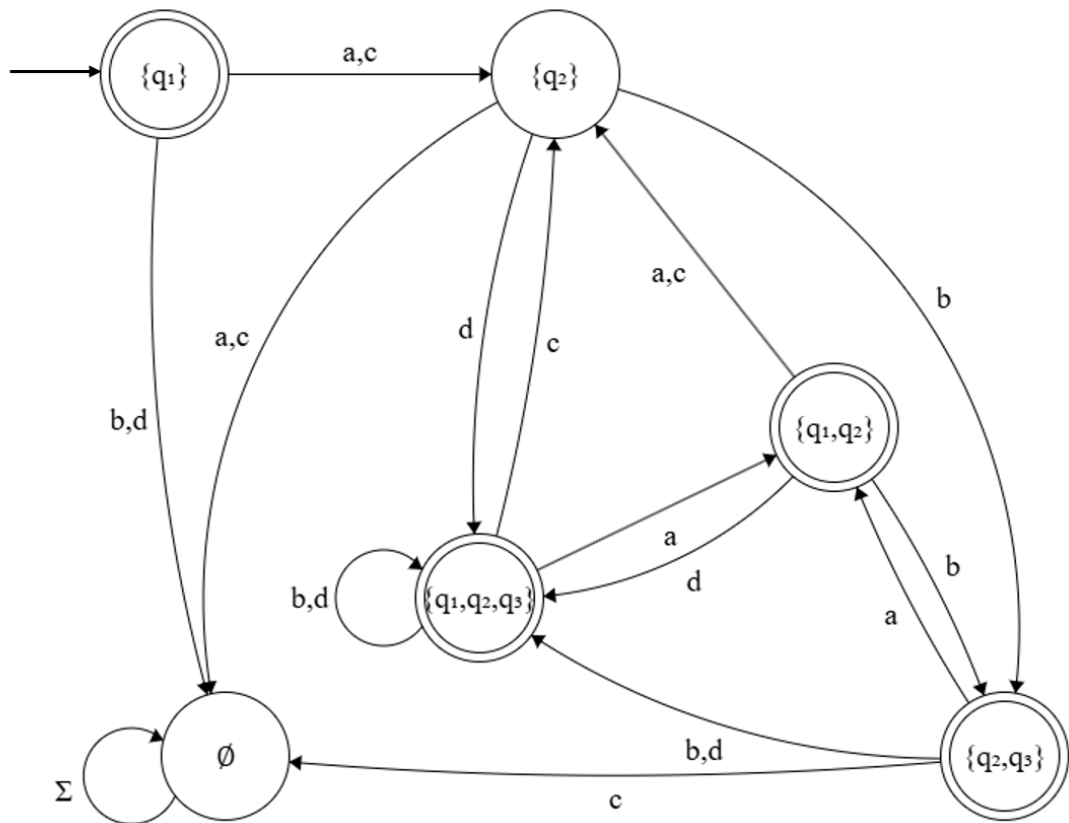 {q₁}
a,c
{q₂}
b
a,c
d
c
a,c
b,d
{q₁,q₂}
a
b
d
a
b,d
{q₁,q₂,q₃}
b,d
∅
{q₂,q₃}
Σ
c